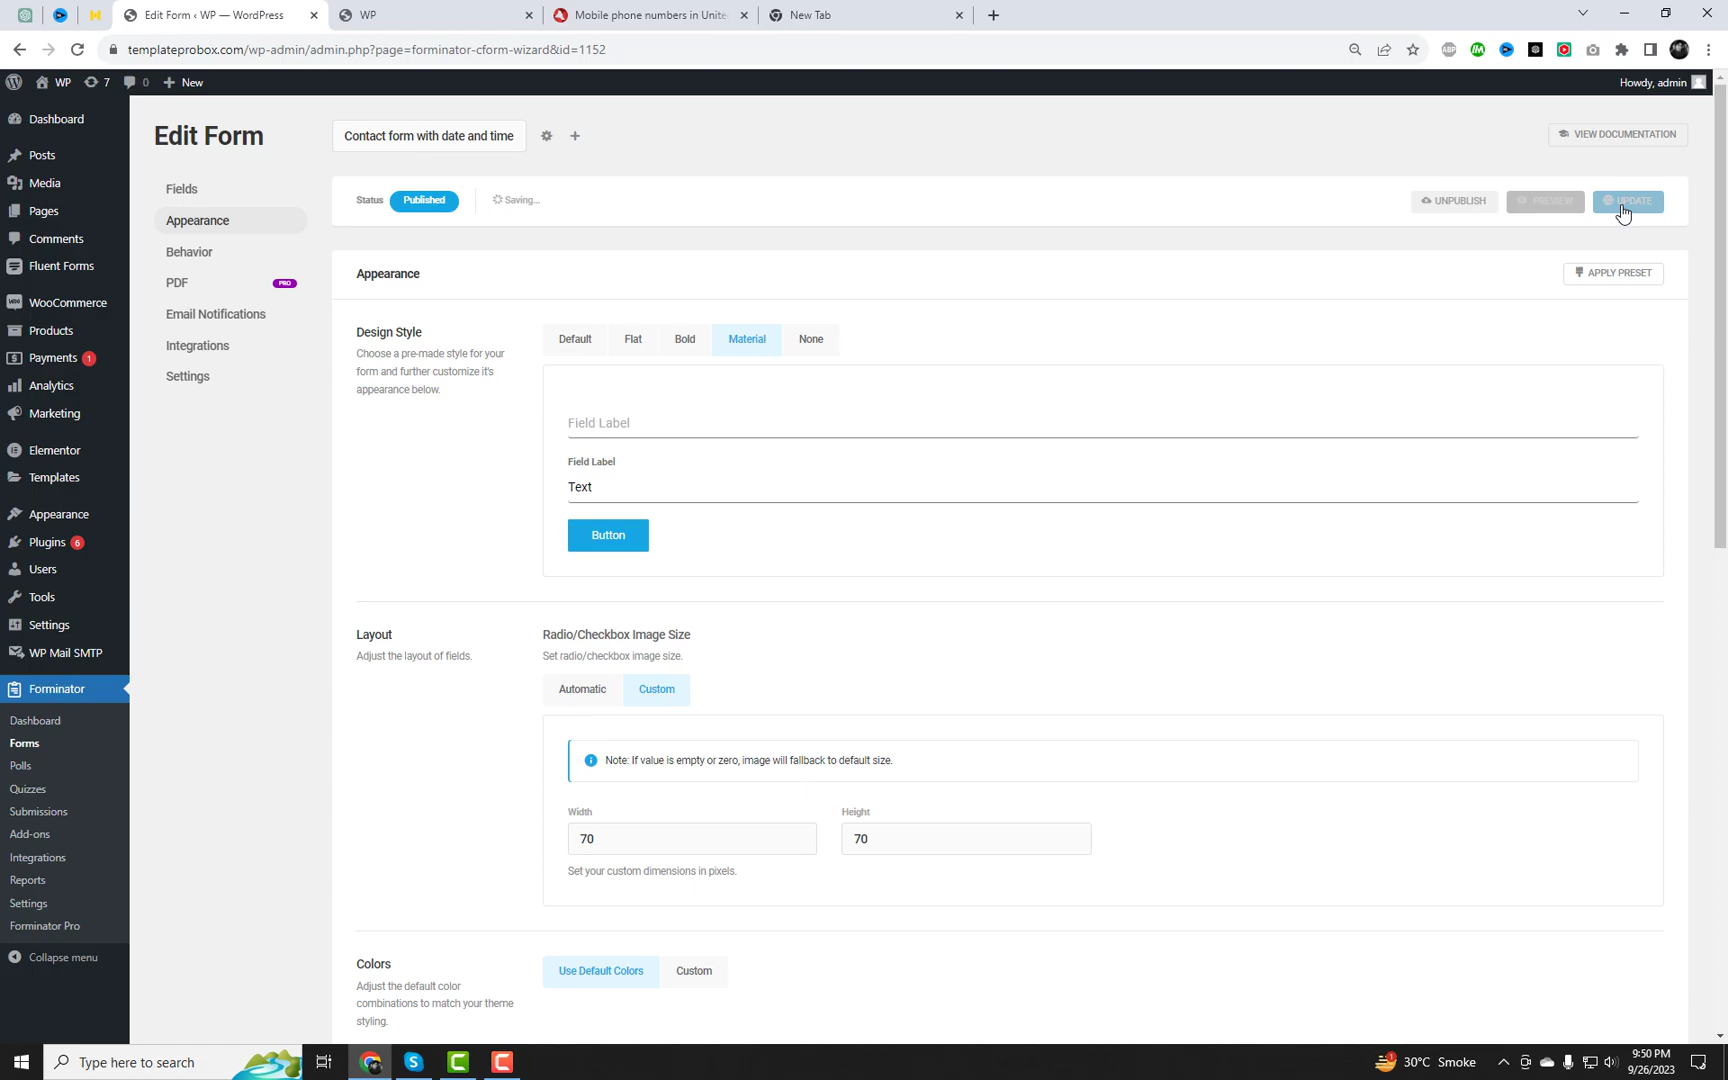 Edit Form ‹ WP — WordPress
WP
Mobile phone numbers in Unite
New Tab
templateprobox.com/wp-admin/admin.php?page=forminator-cform-wizard&id=1152
WP
7
0
New
Howdy, admin
Dashboard
Posts
Media
Pages
Comments
Fluent Forms
WooCommerce
Products
Payments 1
Analytics
Marketing
Elementor
Templates
Appearance
Plugins 6
Users
Tools
Settings
WP Mail SMTP
Forminator
Dashboard
Forms
Polls
Quizzes
Submissions
Add-ons
Integrations
Reports
Settings
Forminator Pro
Collapse menu
Edit Form
Contact form with date and time
VIEW DOCUMENTATION
Fields
Appearance
Behavior
PDF PRO
Email Notifications
Integrations
Settings
Status Published
Saving...
UNPUBLISH
PREVIEW
UPDATE
Appearance
APPLY PRESET
Design Style
Choose a pre-made style for your
form and further customize it's
appearance below.
Default Flat Bold Material None
Field Label
Field Label
Text
Button
Layout
Adjust the layout of fields.
Radio/Checkbox Image Size
Set radio/checkbox image size.
Automatic Custom
Note: If value is empty or zero, image will fallback to default size.
Width
70
Height
70
Set your custom dimensions in pixels.
Colors
Adjust the default color
combinations to match your theme
styling.
Use Default Colors Custom
Type here to search
30°C Smoke
9:50 PM
9/26/2023